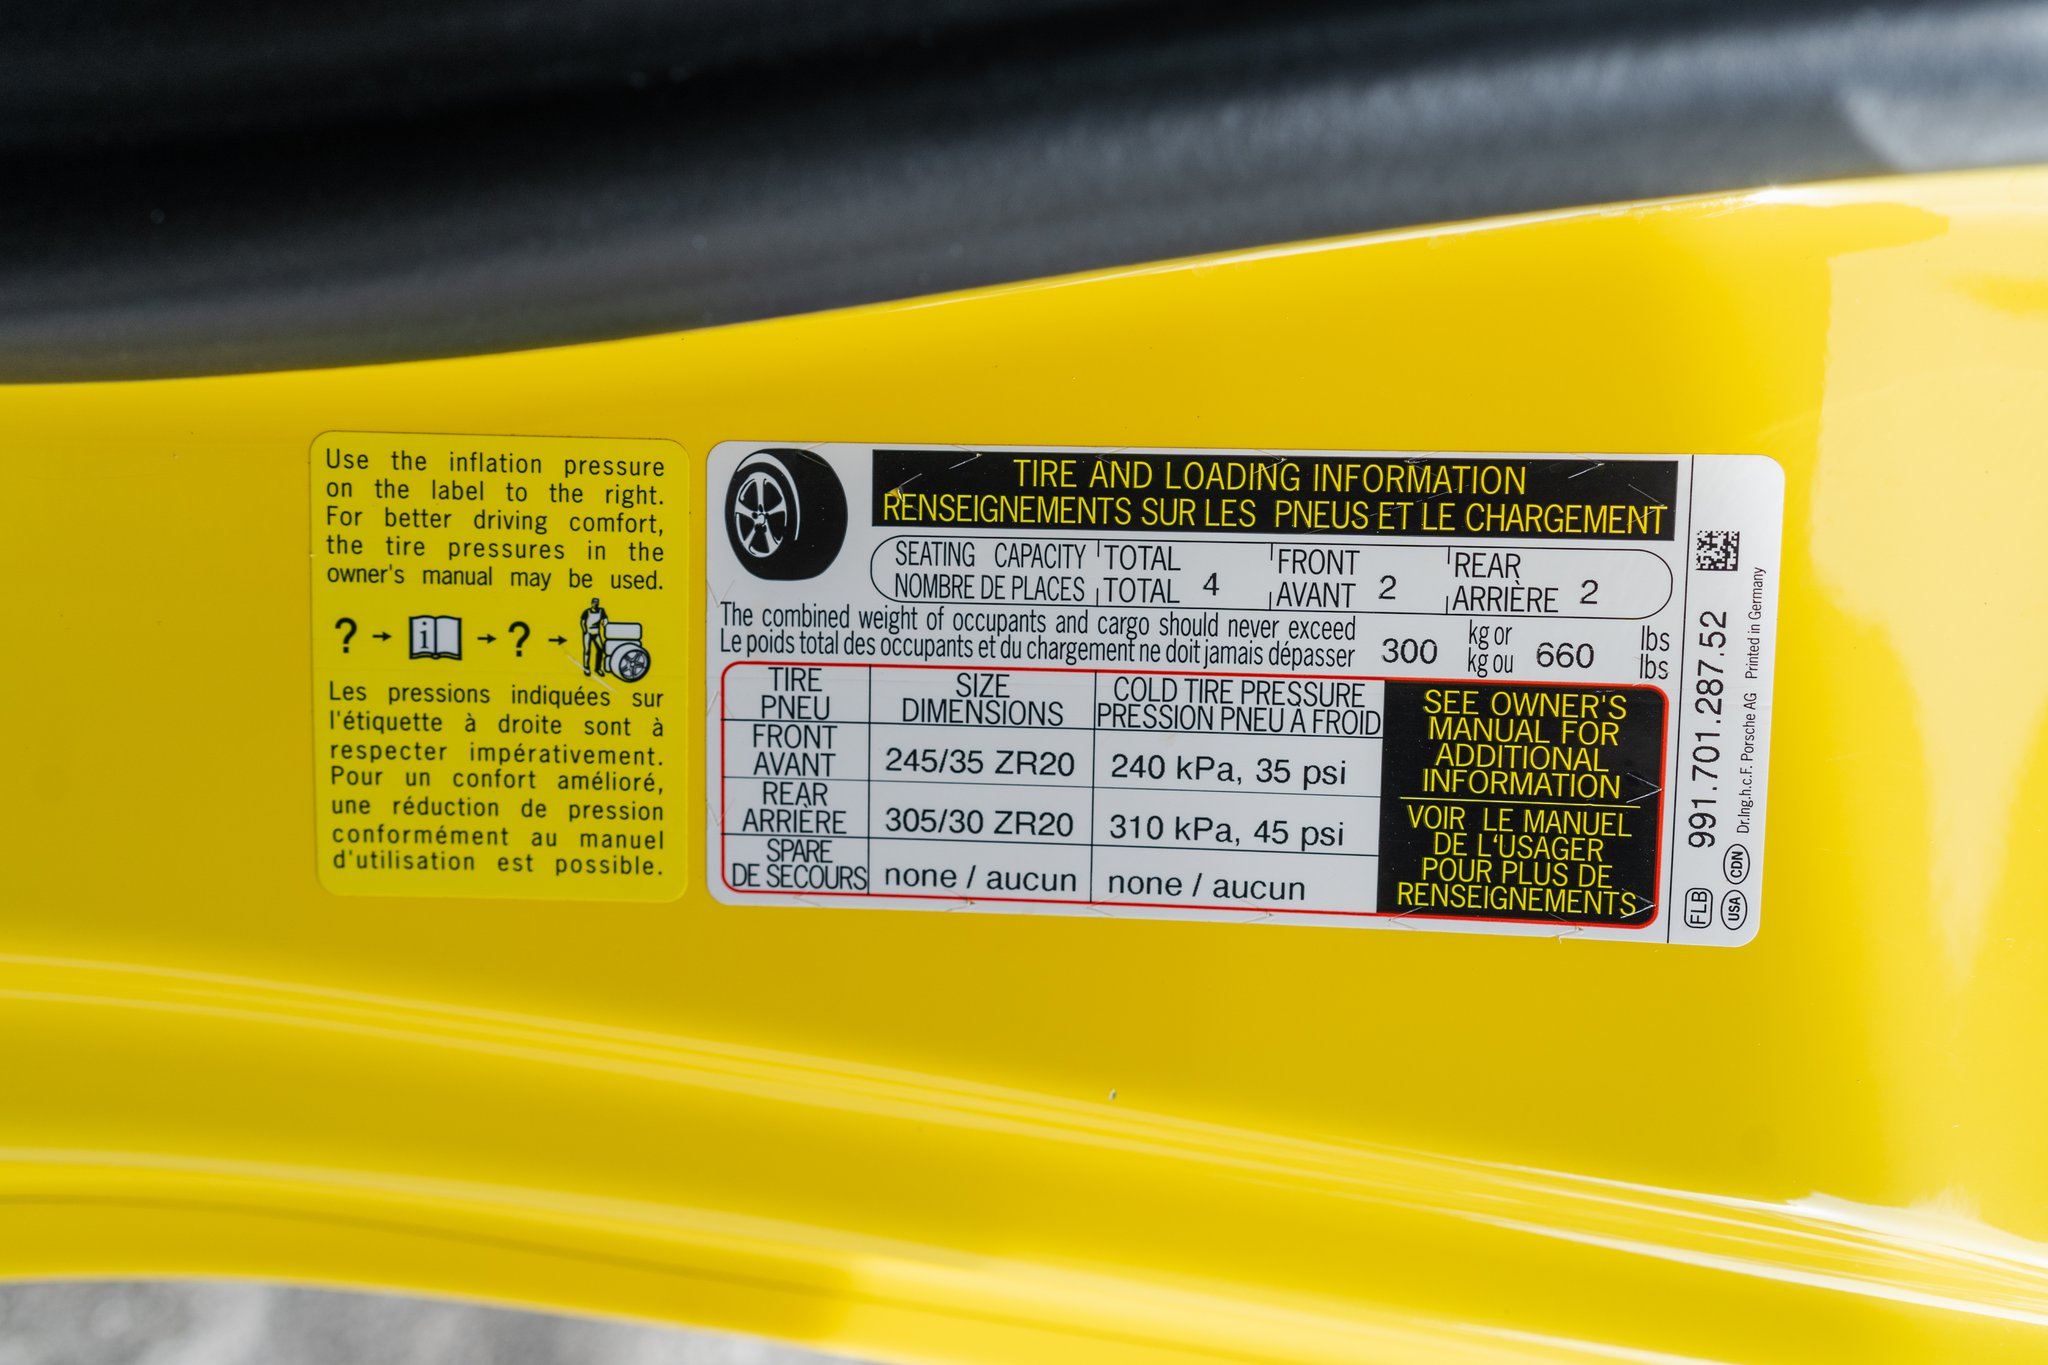 Use the inflation pressure
on the label to the right.
For better driving comfort,
the tire pressures in the
owner's manual may be used.
? → i → ? →
Les pressions indiquées sur
l'étiquette à droite sont à
respecter impérativement.
Pour un confort amélioré,
une réduction de pression
conformément au manuel
d'utilisation est possible.
TIRE AND LOADING INFORMATION
RENSEIGNEMENTS SUR LES PNEUS ET LE CHARGEMENT
SEATING CAPACITY TOTAL FRONT REAR
NOMBRE DE PLACES TOTAL 4 AVANT 2 ARRIÈRE 2
The combined weight of occupants and cargo should never exceed 300 kg or 660 lbs
Le poids total des occupants et du chargement ne doit jamais dépasser kg ou lbs
TIRE SIZE COLD TIRE PRESSURE
PNEU DIMENSIONS PRESSION PNEU À FROID
FRONT
AVANT 245/35 ZR20 240 kPa, 35 psi
REAR
ARRIÈRE 305/30 ZR20 310 kPa, 45 psi
SPARE
DE SECOURS none / aucun none / aucun
SEE OWNER'S
MANUAL FOR
ADDITIONAL
INFORMATION
VOIR LE MANUEL
DE L'USAGER
POUR PLUS DE
RENSEIGNEMENTS
FLB 991.701.287.52
USA CDN Dr.Ing.h.c.F. Porsche AG Printed in Germany